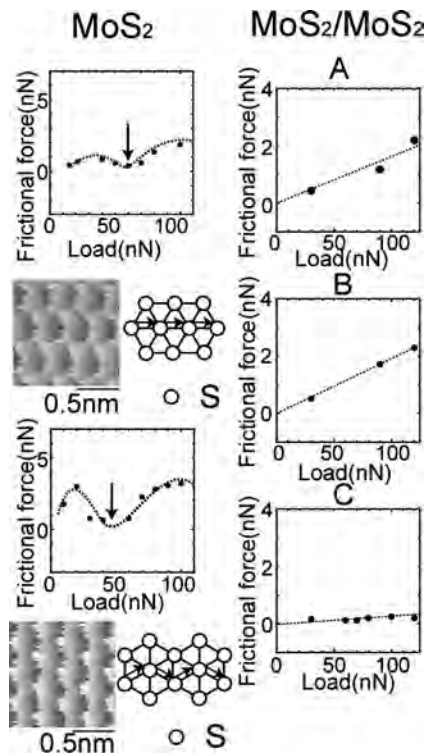 MoS₂
Frictional force(nN)
5
0
0
50
100
Load(nN)
0.5nm
S
Frictional force(nN)
5
0
0
50
100
Load(nN)
0.5nm
S
MoS₂/MoS₂
A
Frictional force(nN)
4
2
0
0
50
100
Load(nN)
B
Frictional force(nN)
4
2
0
0
50
100
Load(nN)
C
Frictional force(nN)
4
2
0
0
50
100
Load(nN)